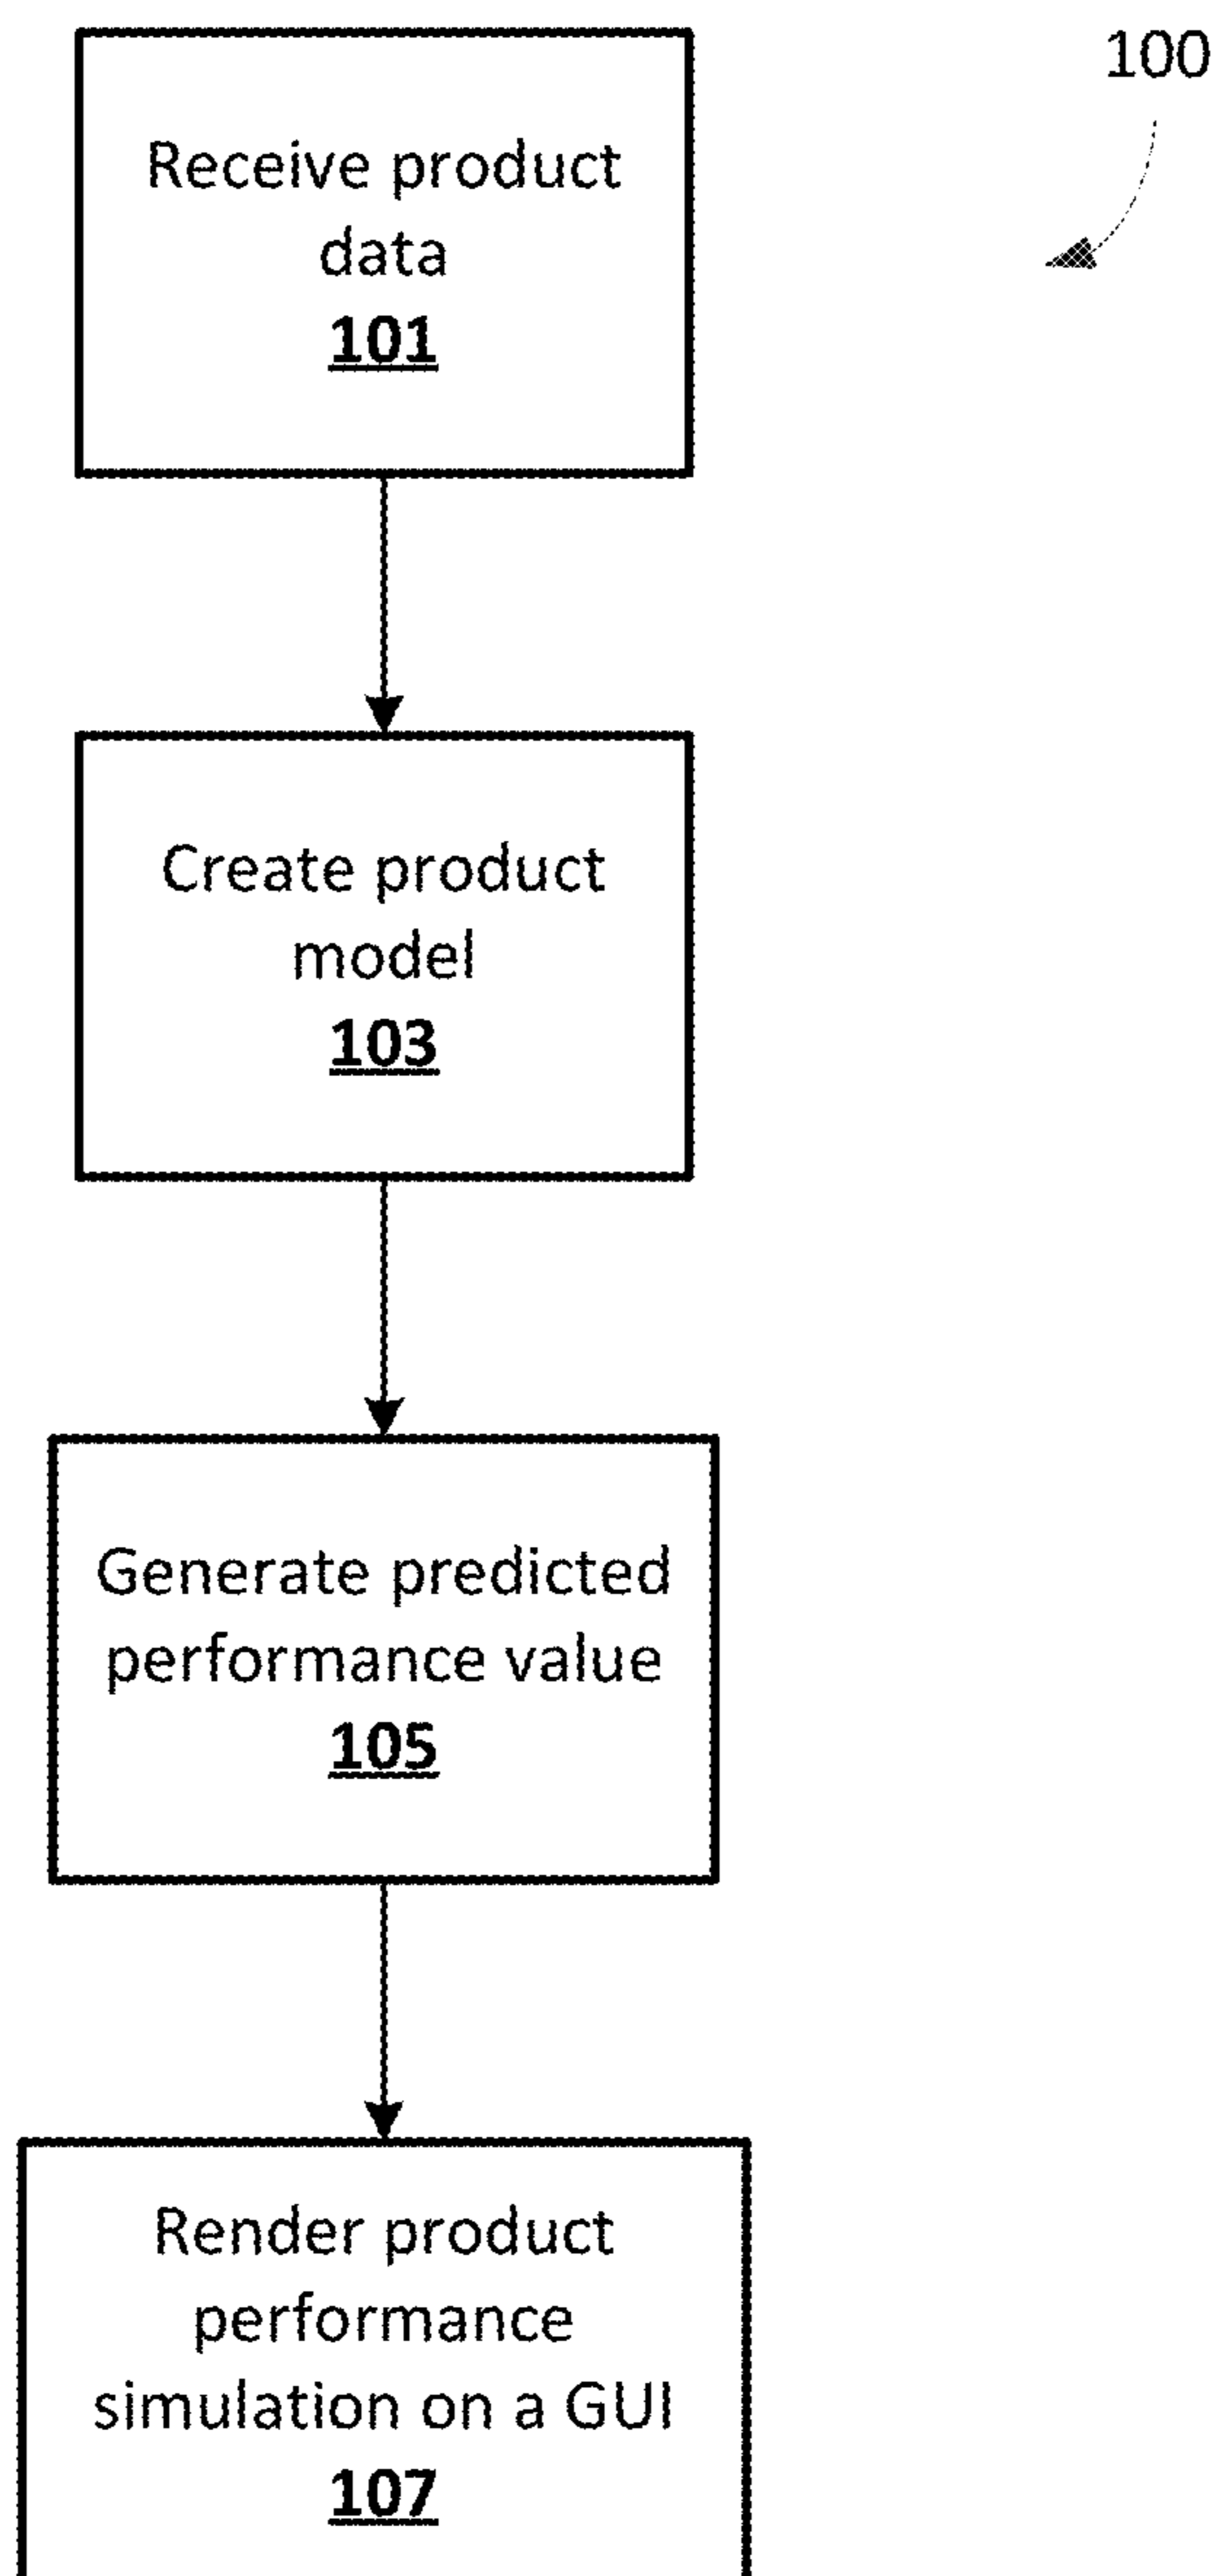 100
Receive product
data
101
Create product
model
103
Generate predicted
performance value
105
Render product
performance
simulation on a GUI
107